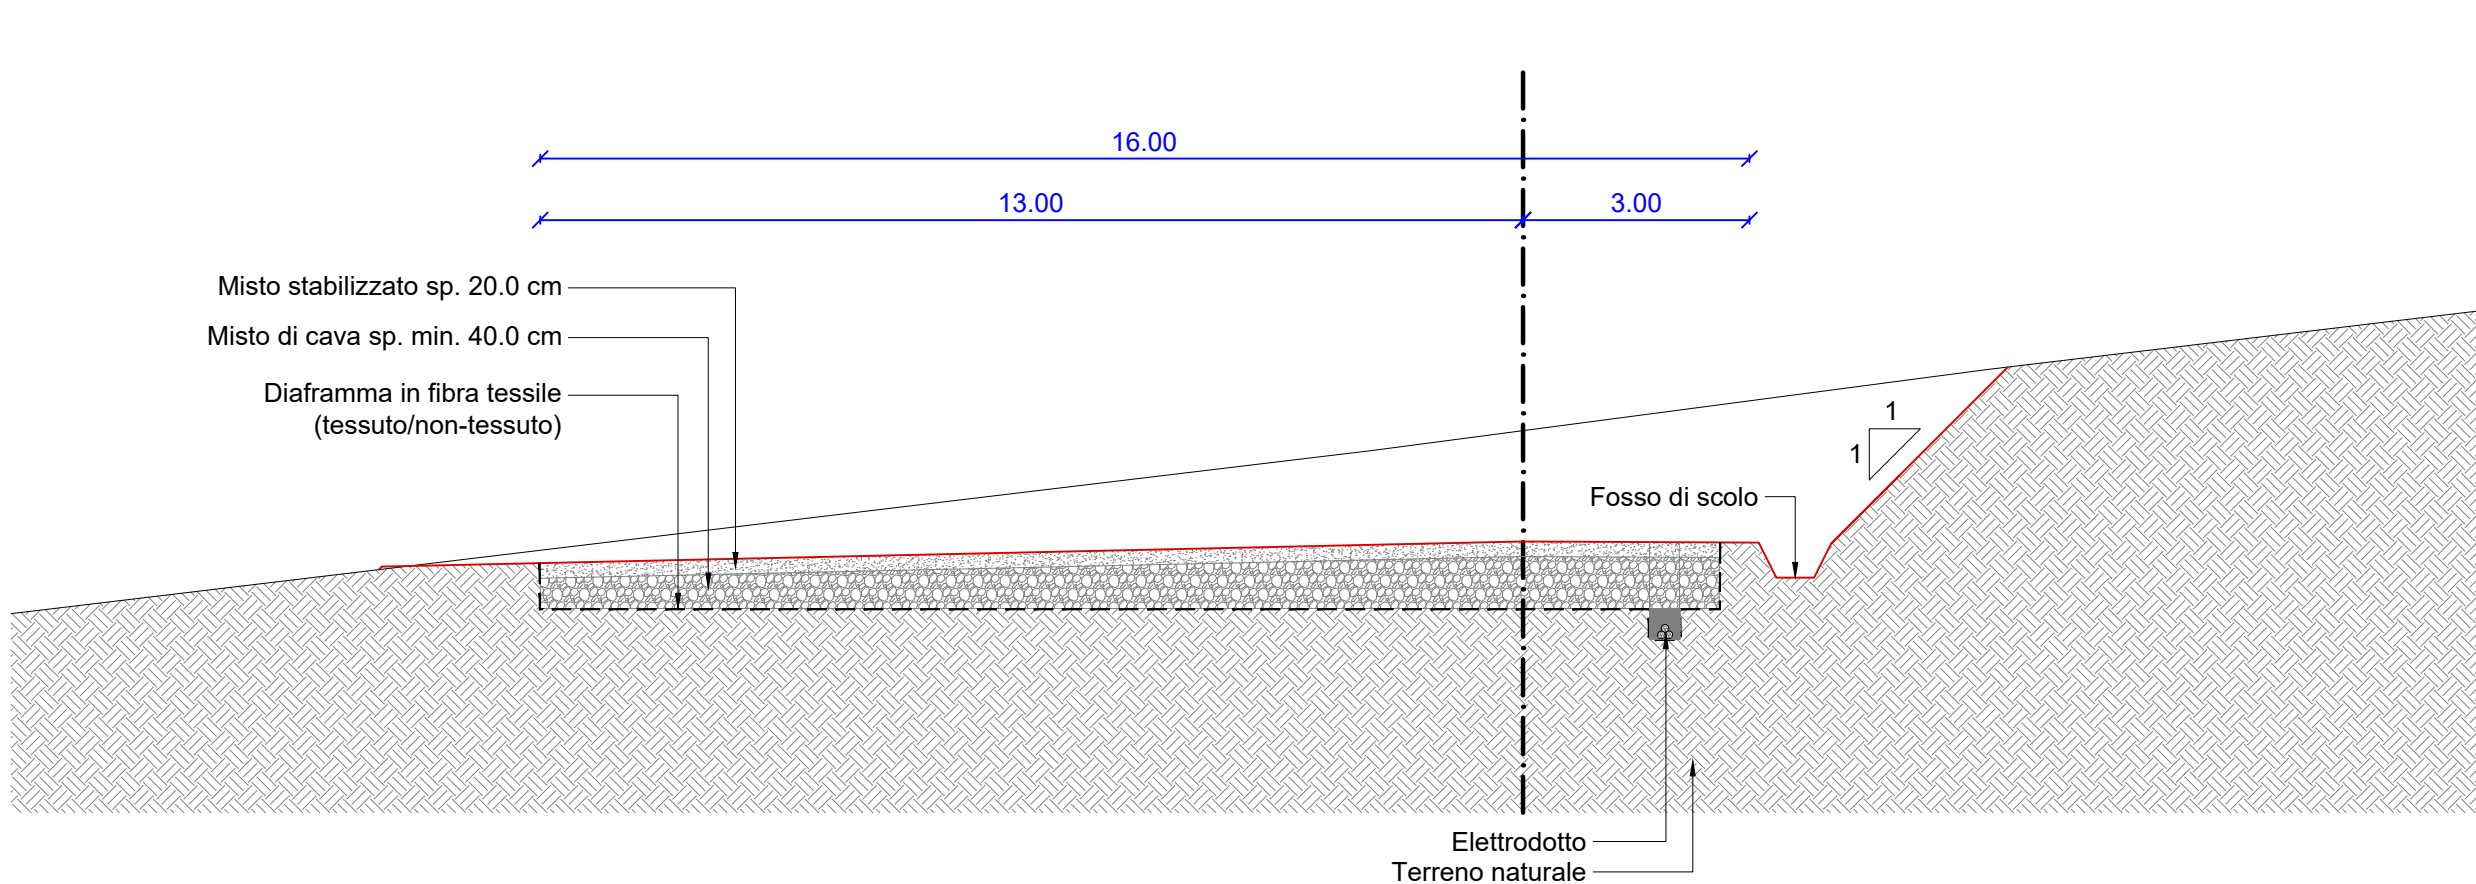 16.00
13.00
3.00
Misto stabilizzato sp. 20.0 cm
Misto di cava sp. min. 40.0 cm
Diaframma in fibra tessile
(tessuto/non-tessuto)
1
1
Fosso di scolo
Elettrodotto
Terreno naturale